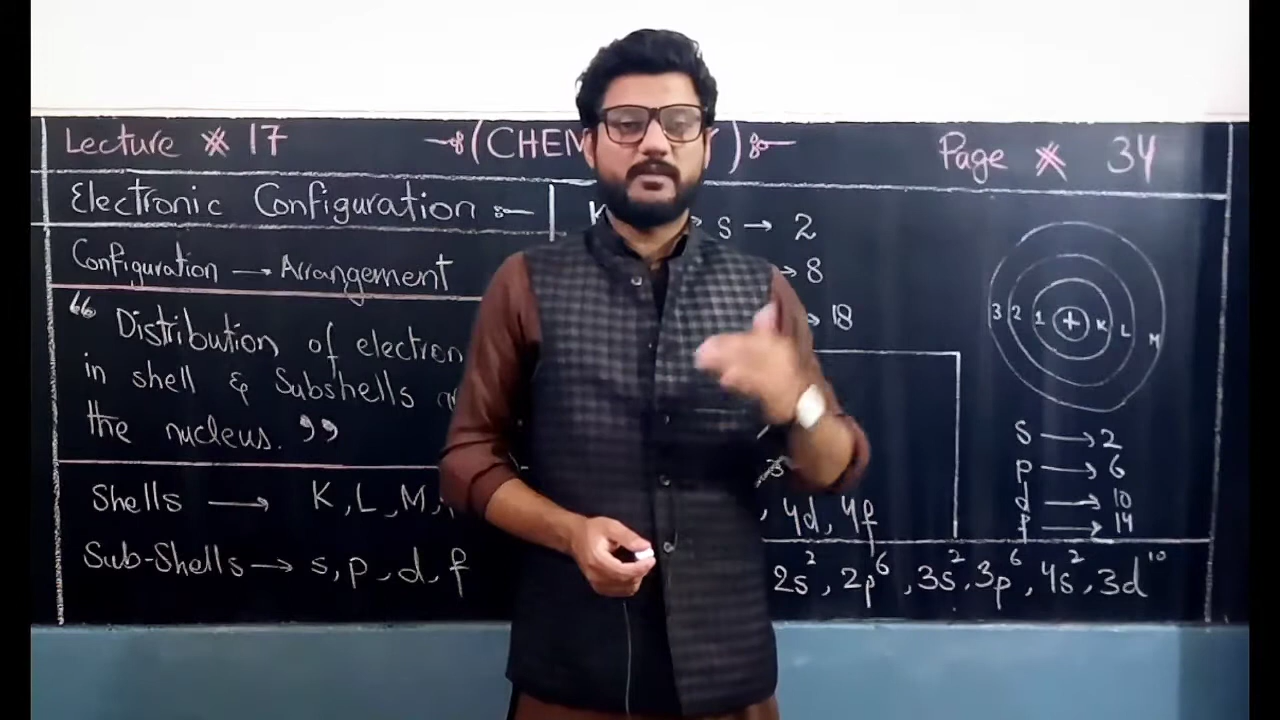 Lecture # 17
(CHEM
Y)
Page # 34
Electronic Configuration :-
Configuration → Arrangement
“ Distribution of electron
in shell & Subshells
the nucleus. ”
Shells → K, L, M,
Sub-Shells → s, p, d, f
K
→ s → 2
→ 8
→ 18
, 4d, 4f
2s², 2p⁶, 3s², 3p⁶, 4s², 3d¹⁰
3 2 1 + K L M
S → 2
p → 6
d → 10
f → 14